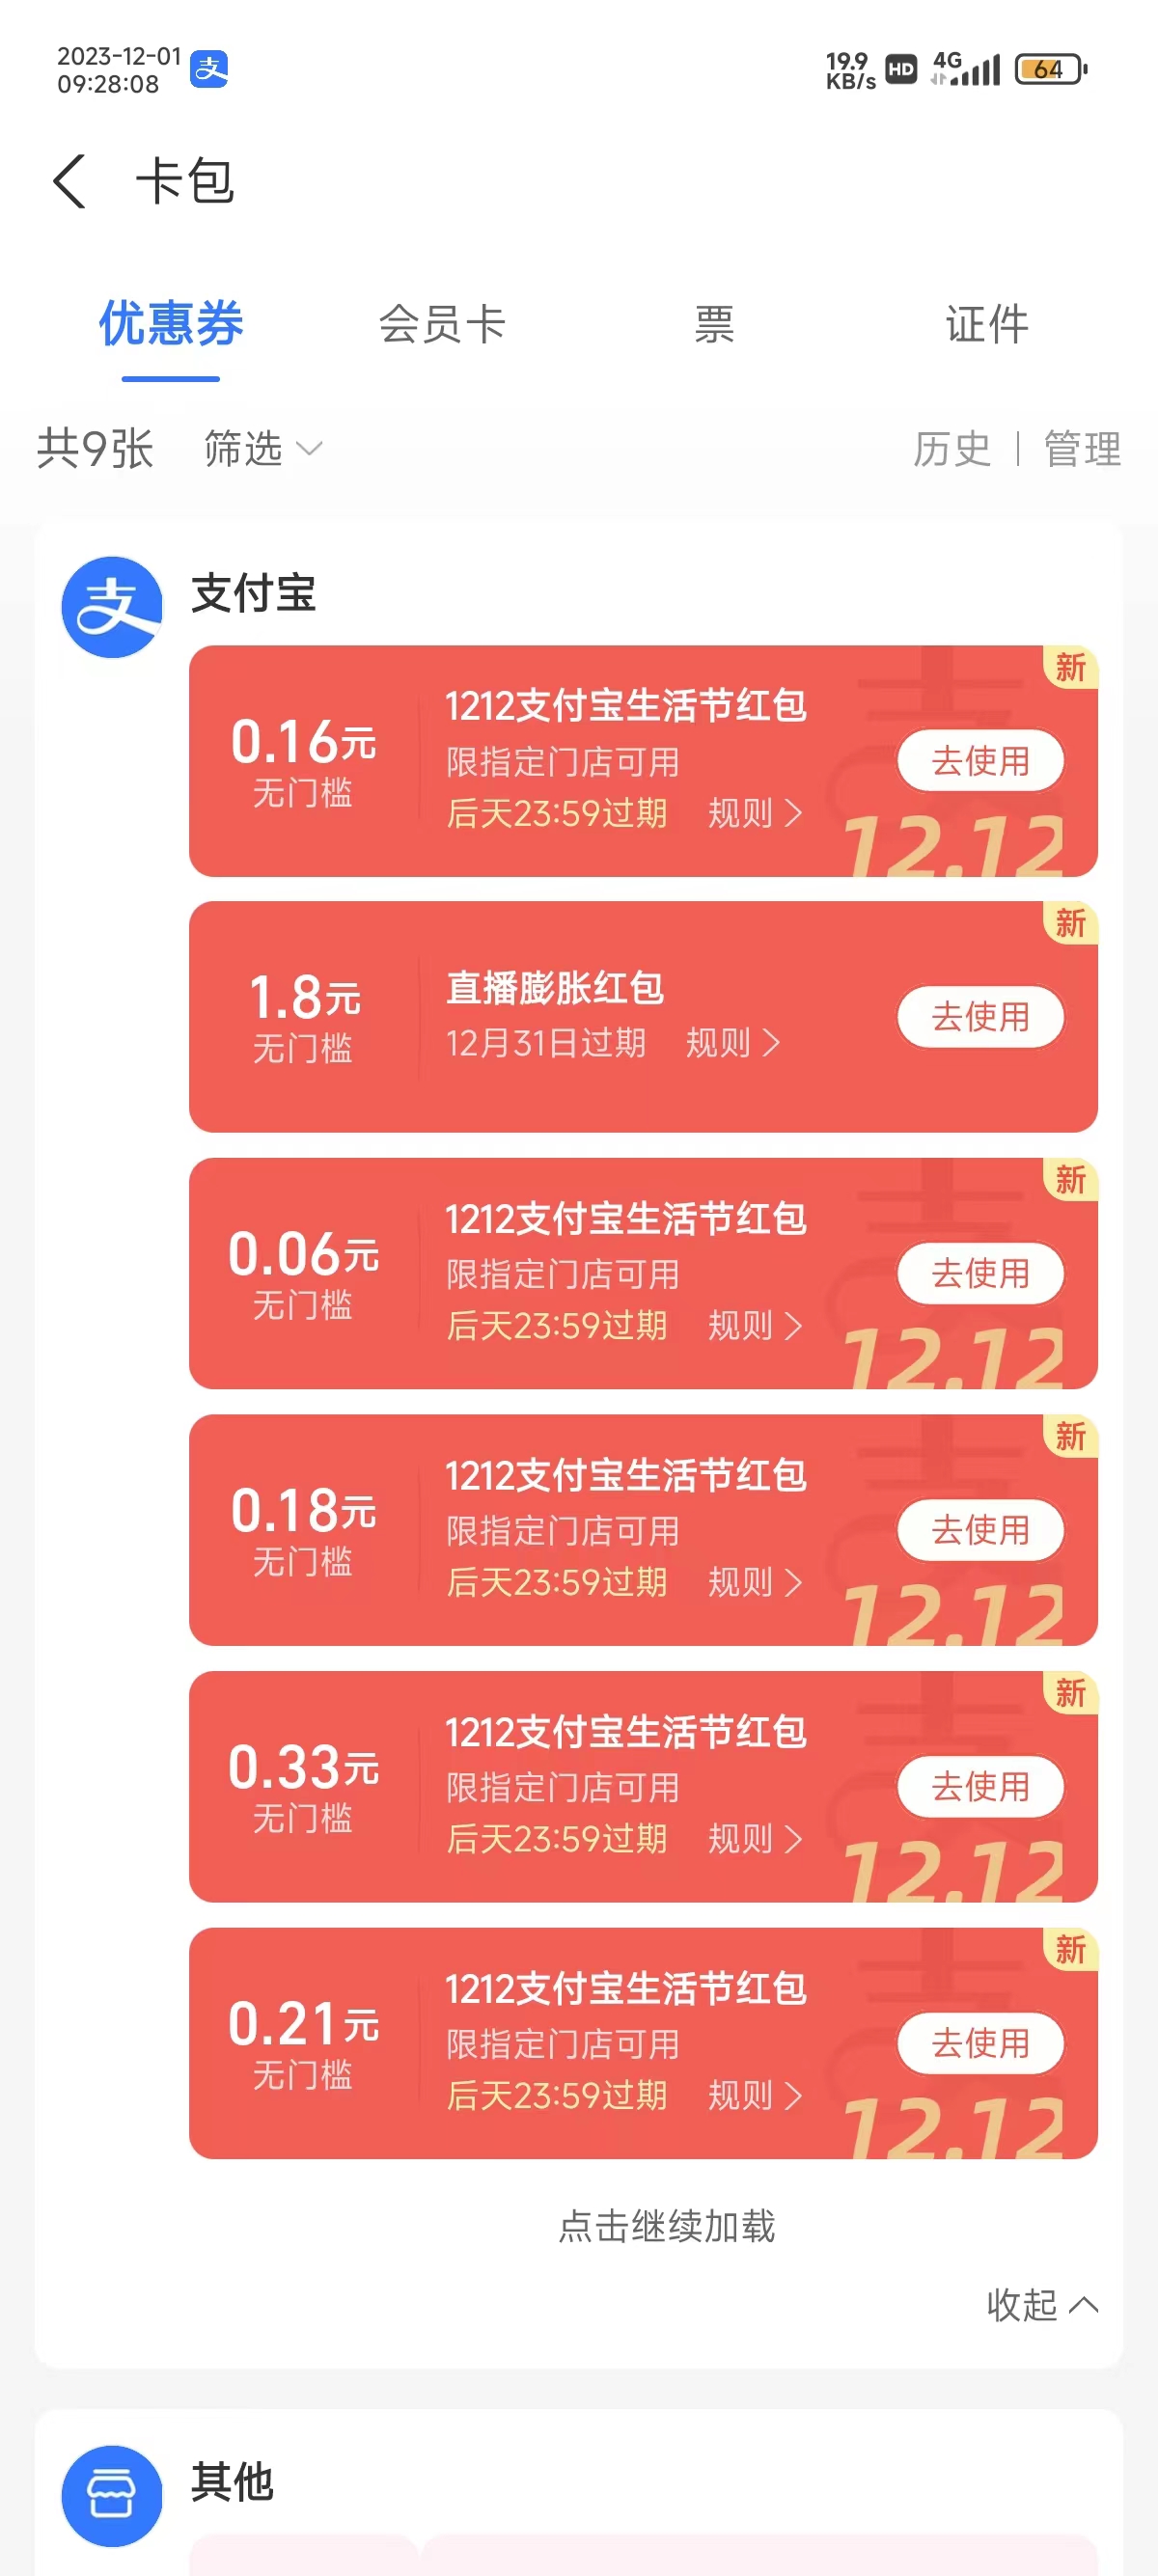 2023-12-01
09:28:08
支
19.9
KB/s
HD
4G
64
卡包
优惠券 会员卡 票 证件
共9张 筛选 历史 管理
支
支付宝
新
0.16元
无门槛
1212支付宝生活节红包
限指定门店可用
后天23:59过期 规则
去使用
12.12
新
1.8元
无门槛
直播膨胀红包
12月31日过期 规则
去使用
新
0.06元
无门槛
1212支付宝生活节红包
限指定门店可用
后天23:59过期 规则
去使用
12.12
新
0.18元
无门槛
1212支付宝生活节红包
限指定门店可用
后天23:59过期 规则
去使用
12.12
新
0.33元
无门槛
1212支付宝生活节红包
限指定门店可用
后天23:59过期 规则
去使用
12.12
新
0.21元
无门槛
1212支付宝生活节红包
限指定门店可用
后天23:59过期 规则
去使用
12.12
点击继续加载
收起
其他